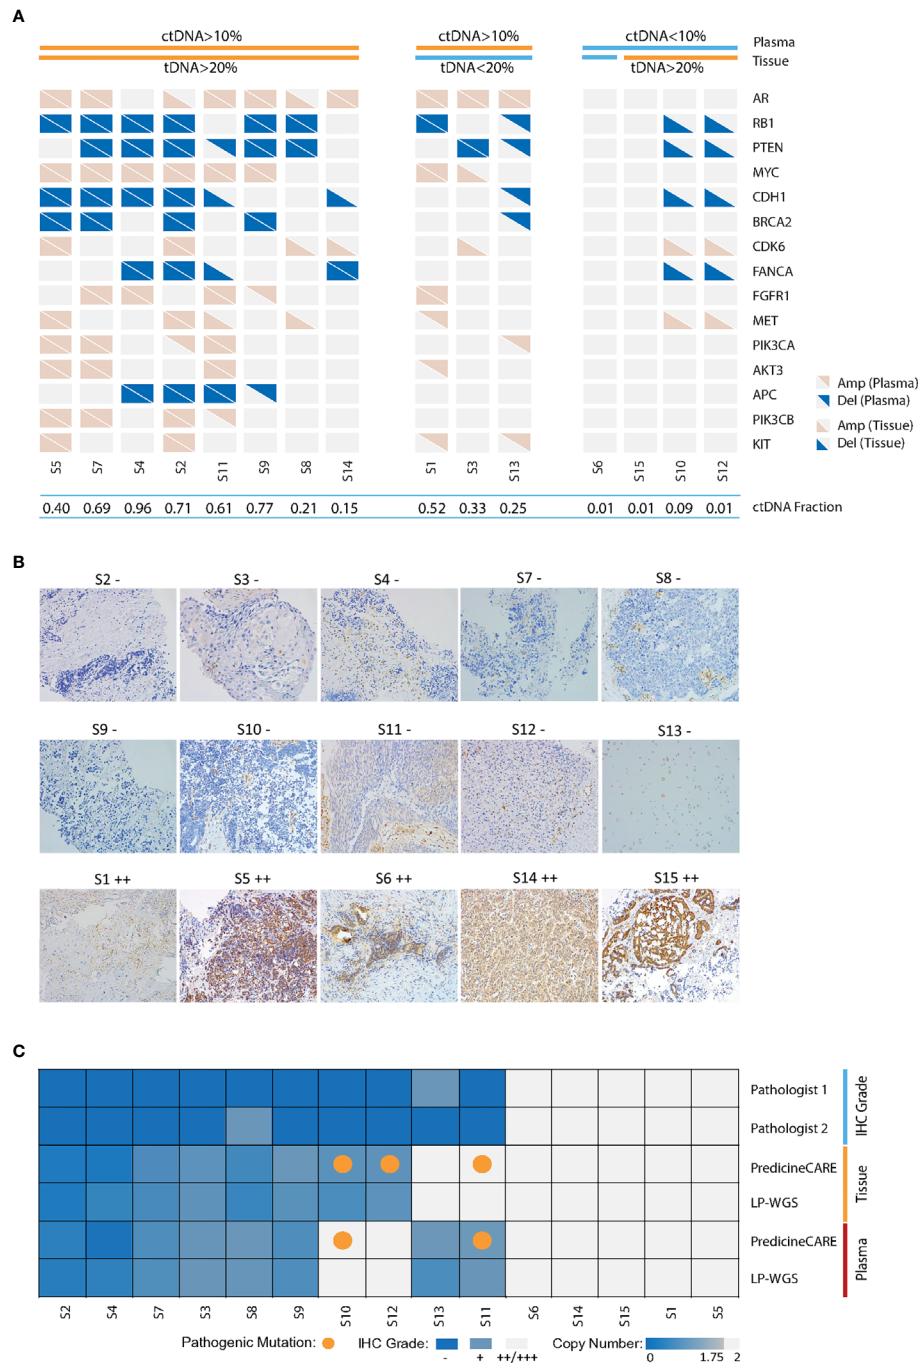 A
ctDNA>10% ctDNA>10% ctDNA<10% Plasma
tDNA>20% tDNA<20% tDNA>20% Tissue
AR
RB1
PTEN
MYC
CDH1
BRCA2
CDK6
FANCA
FGFR1
MET
PIK3CA
AKT3
APC
PIK3CB
KIT
Amp (Plasma)
Del (Plasma)
Amp (Tissue)
Del (Tissue)
S5 S7 S4 S2 S11 S9 S8 S14 S1 S3 S13 S6 S15 S10 S12
0.40 0.69 0.96 0.71 0.61 0.77 0.21 0.15 0.52 0.33 0.25 0.01 0.01 0.09 0.01 ctDNA Fraction
B
S2 - S3 - S4 - S7 - S8 -
S9 - S10 - S11 - S12 - S13 -
S1 ++ S5 ++ S6 ++ S14 ++ S15 ++
C
Pathologist 1
Pathologist 2
IHC Grade
PredicineCARE
LP-WGS
Tissue
PredicineCARE
LP-WGS
Plasma
S2 S4 S7 S3 S8 S9 S10 S12 S13 S11 S6 S14 S15 S1 S5
Pathogenic Mutation: IHC Grade: - + ++/+++ Copy Number: 0 1.75 2